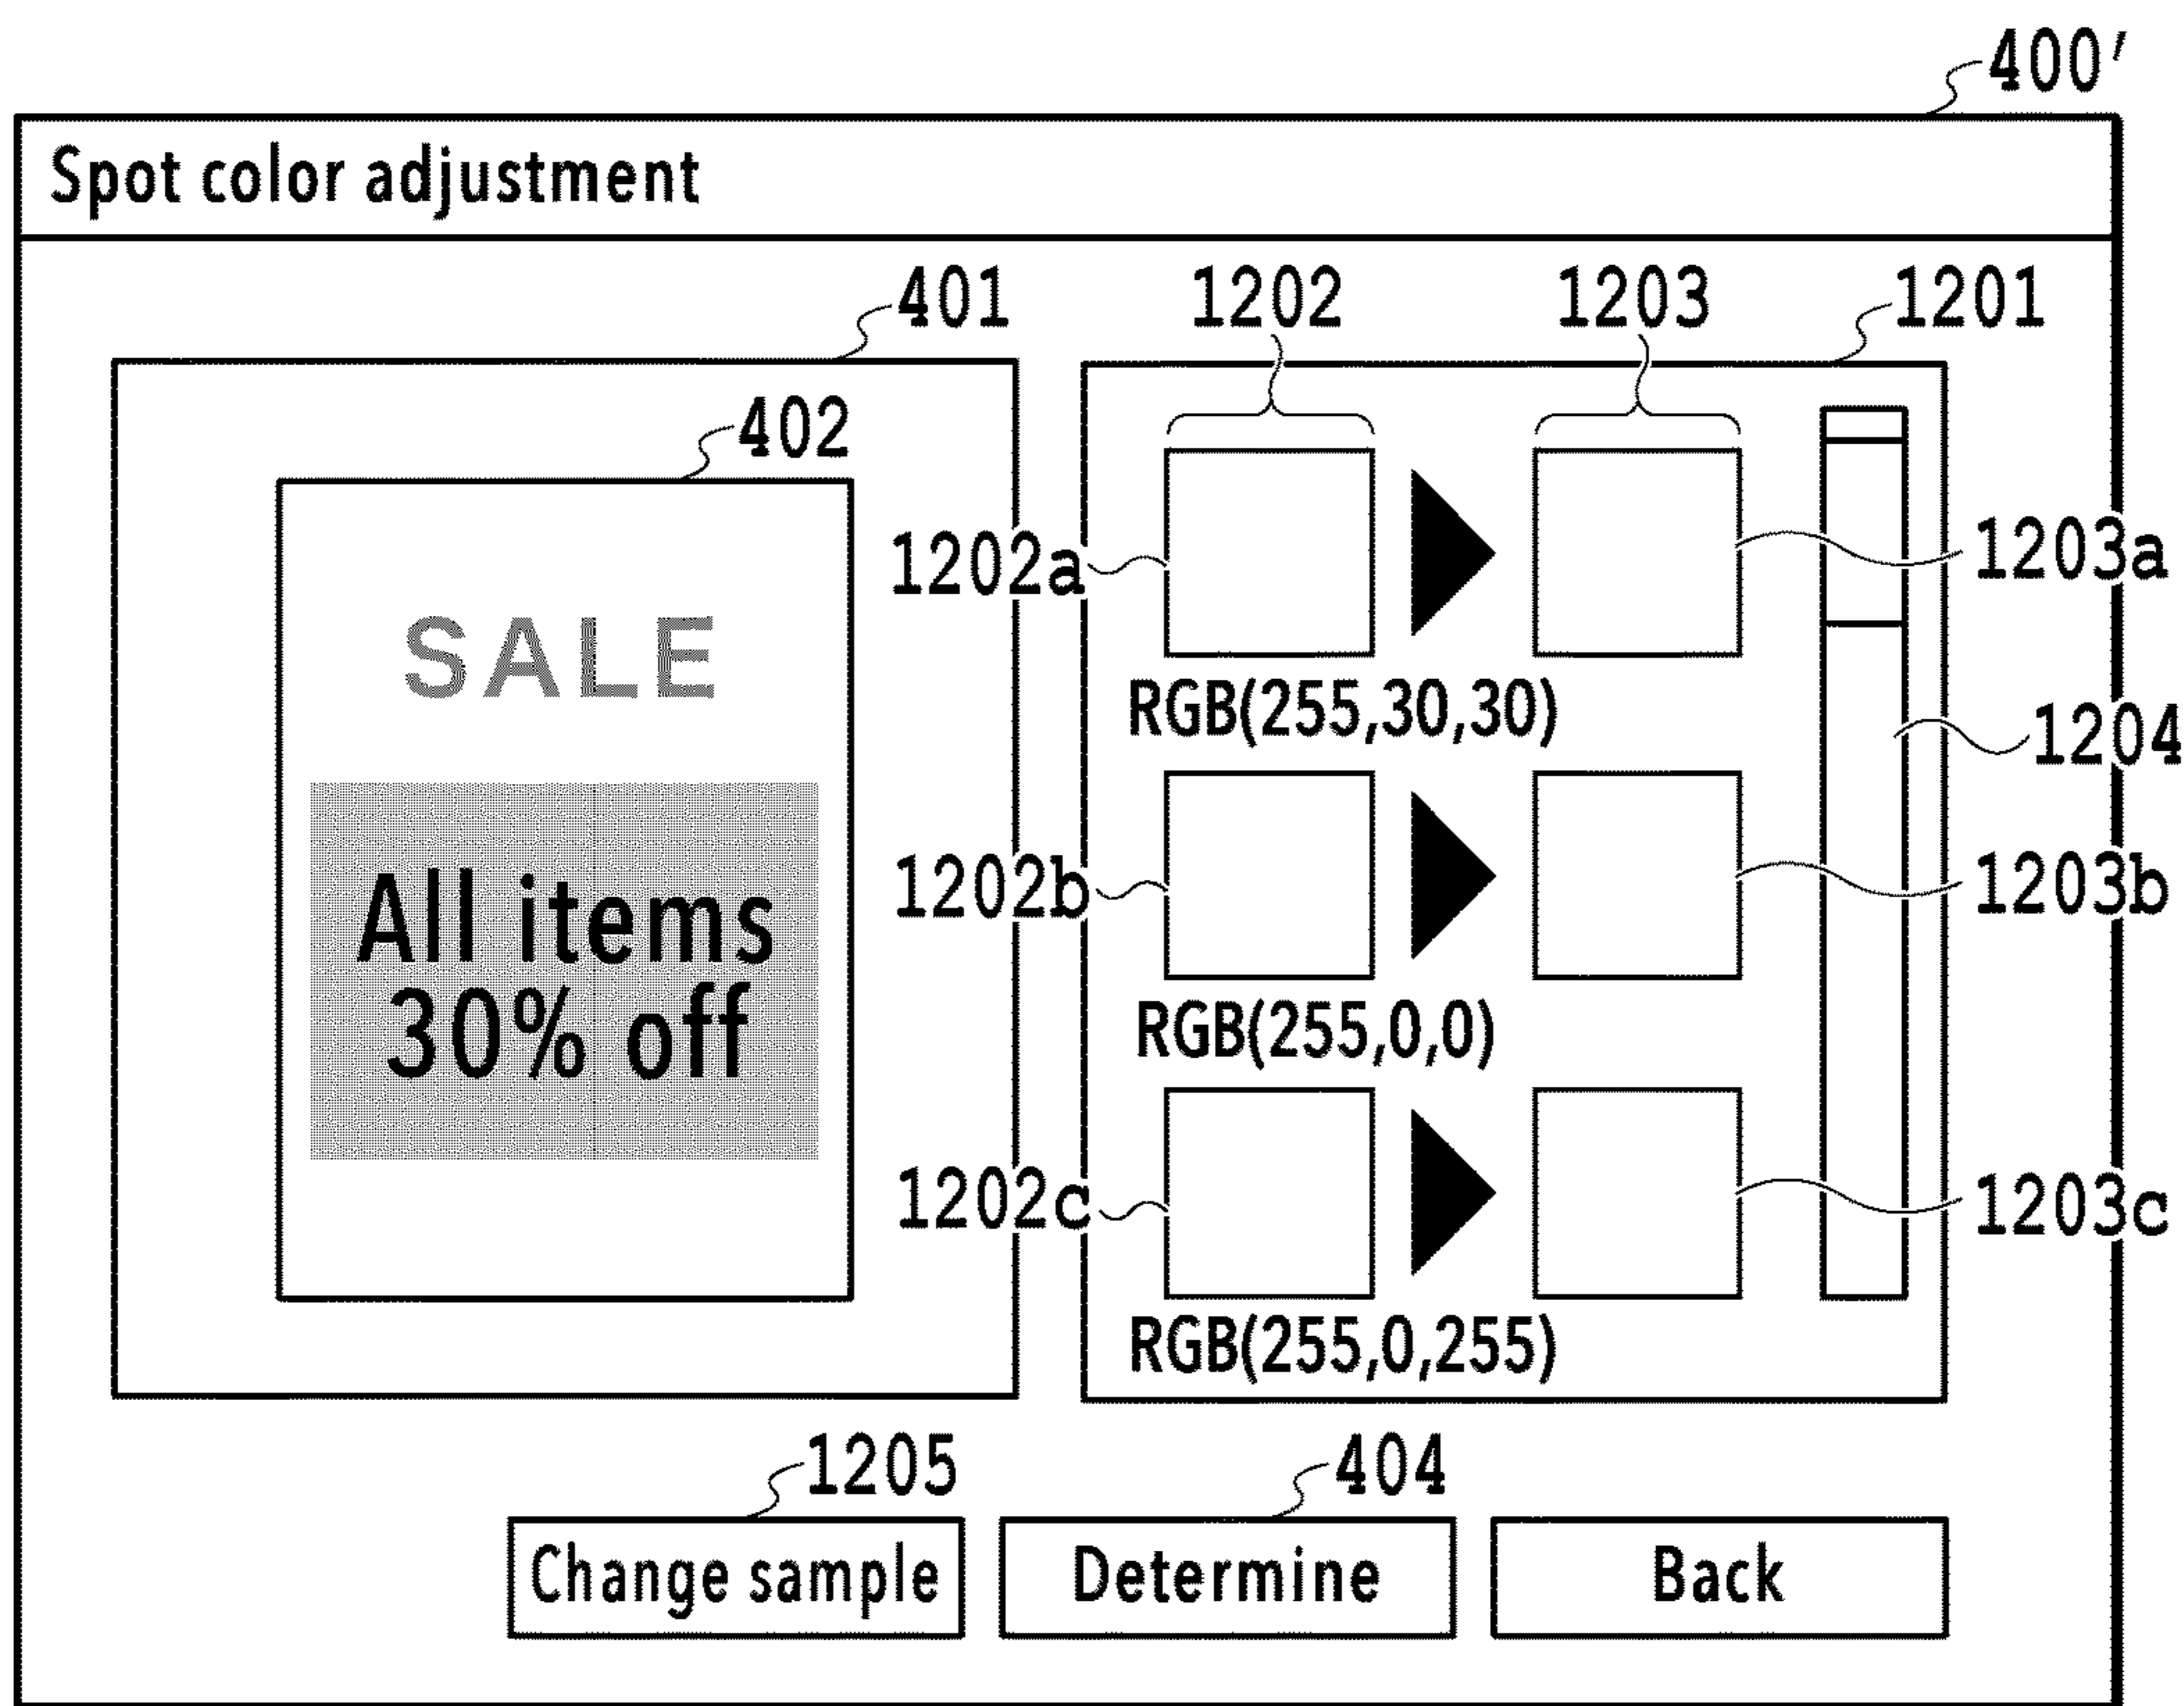 400'
Spot color adjustment
401
1202
1203
1201
402
1202a
1203a
SALE
RGB(255,30,30)
1204
1202b
1203b
All items
30% off
RGB(255,0,0)
1202c
1203c
RGB(255,0,255)
1205
404
Change sample
Determine
Back